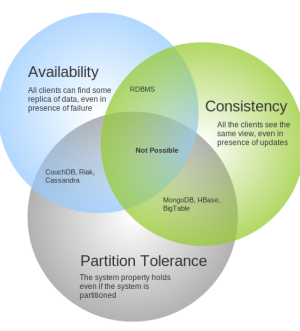 Availability
All clients can find some
replica of data, even in
presence of failure
RDBMS
Consistency
All the clients see the
same view, even in
presence of updates
Not Possible
CouchDB, Riak,
Cassandra
MongoDB, HBase,
BigTable
Partition Tolerance
The system property holds
even if the system is
partitioned